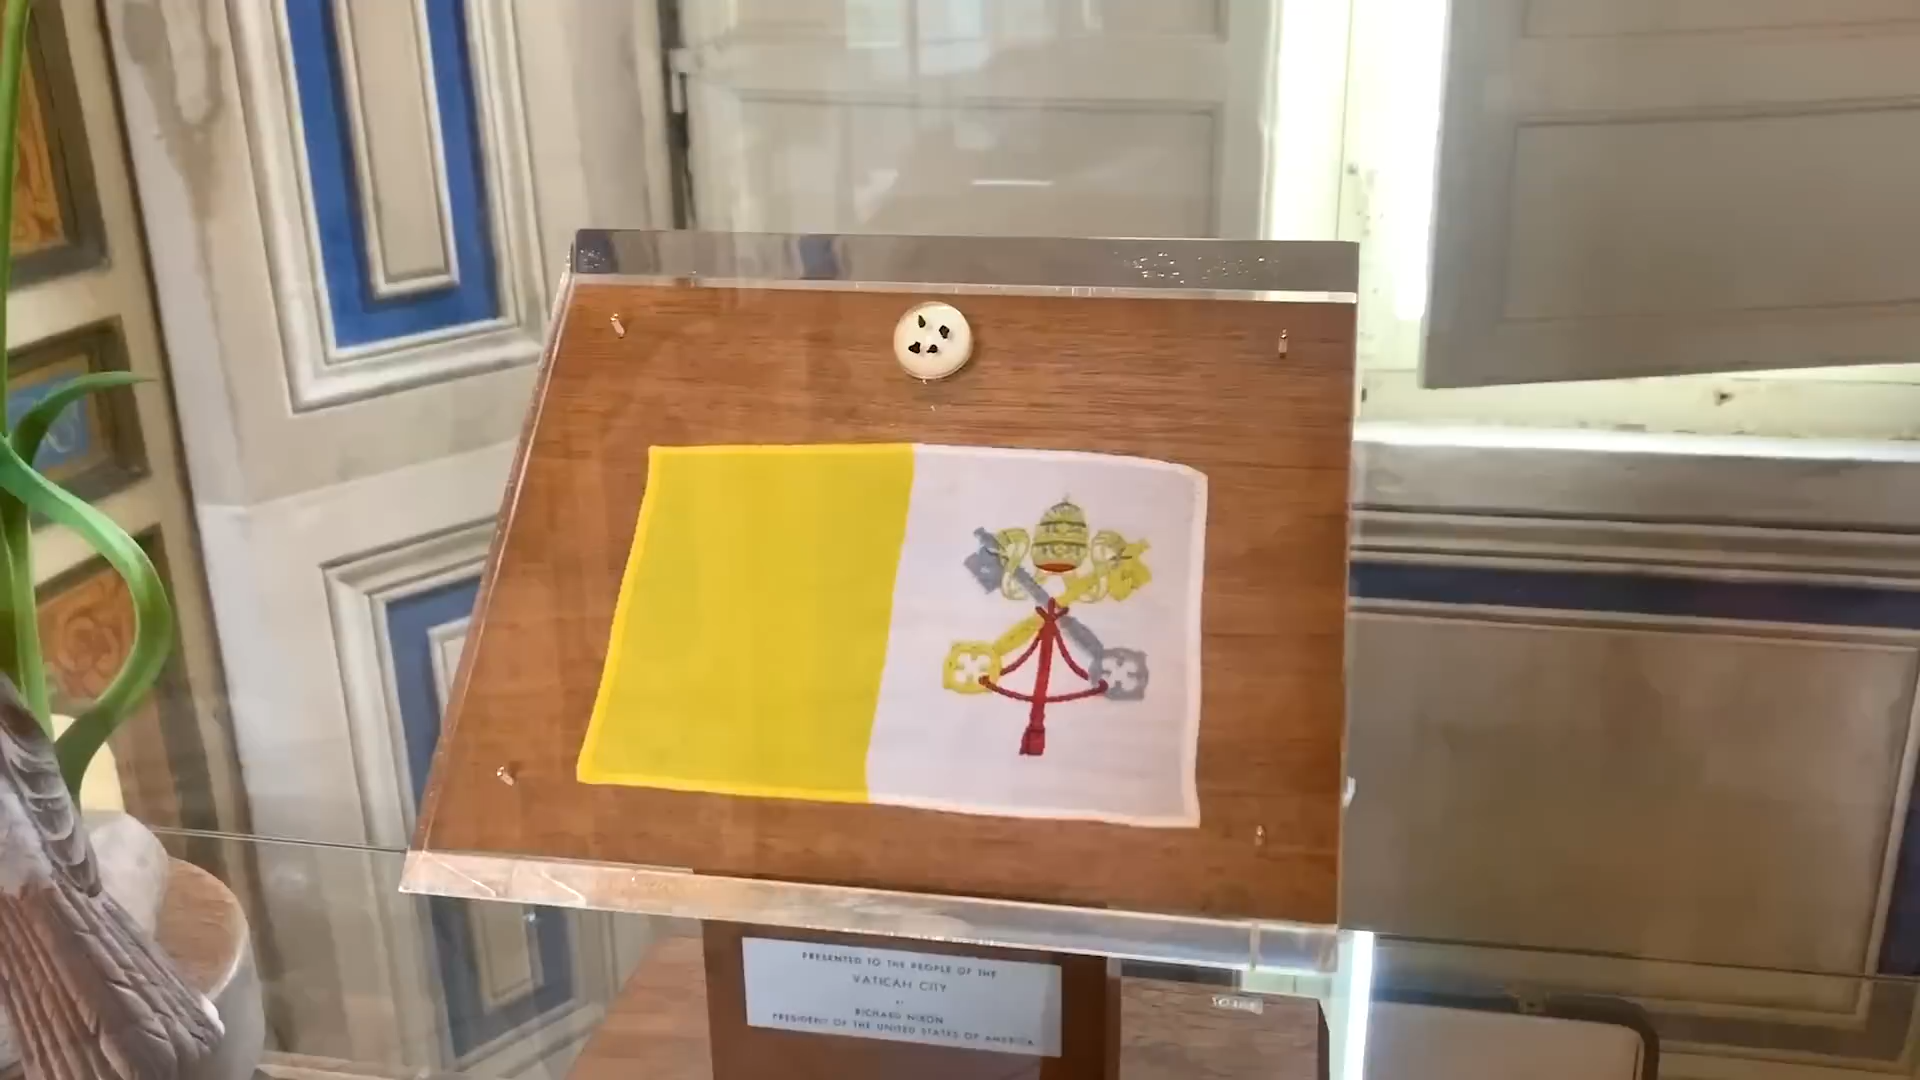 PRESENTED TO THE PEOPLE OF THE
VATICAN CITY
BY
RICHARD NIXON
PRESIDENT OF THE UNITED STATES OF AMERICA